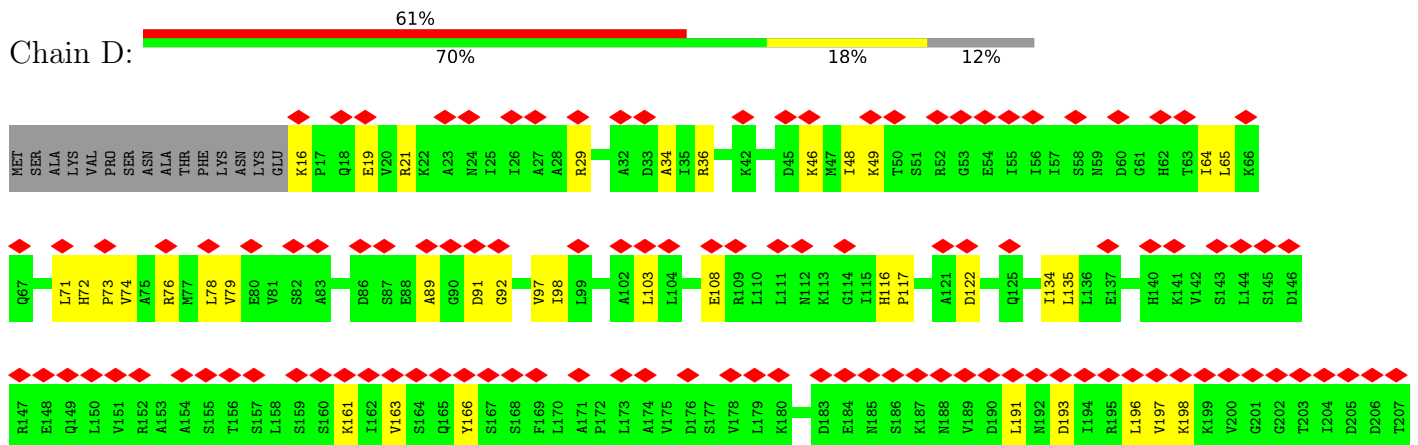 61%
Chain D:
70% 18% 12%
MET SER ALA LYS VAL PRO SER ASN ALA THR PHE LYS ASN LYS GLU K16 P17 Q18 E19 V20 R21 K22 A23 N24 I25 I26 A27 A28 R29 A32 D33 A34 I35 R36 K42 D45 K46 M47 I48 K49 T50 S51 R52 G53 E54 I55 I56 I57 S58 N59 D60 G61 H62 T63 I64 L65 K66
Q67 L71 H72 P73 V74 A75 R76 M77 L78 V79 E80 V81 S82 A83 D86 S87 E88 A89 G90 D91 G92 V97 I98 L99 A102 L103 L104 E108 R109 L110 L111 N112 K113 G114 I115 H116 P117 A121 D122 Q125 I134 L135 L136 E137 H140 K141 V142 S143 L144 S145 D146
R147 E148 Q149 L150 V151 R152 A153 A154 S155 T156 S157 L158 S159 S160 K161 I162 V163 S164 Q165 Y166 S167 S168 F169 L170 A171 P172 L173 A174 V175 D176 S177 V178 L179 K180 D183 E184 N185 S186 K187 N188 V189 D190 L191 N192 D193 I194 R195 L196 V197 K198 K199 V200 G201 G202 T203 I204 D205 D206 T207